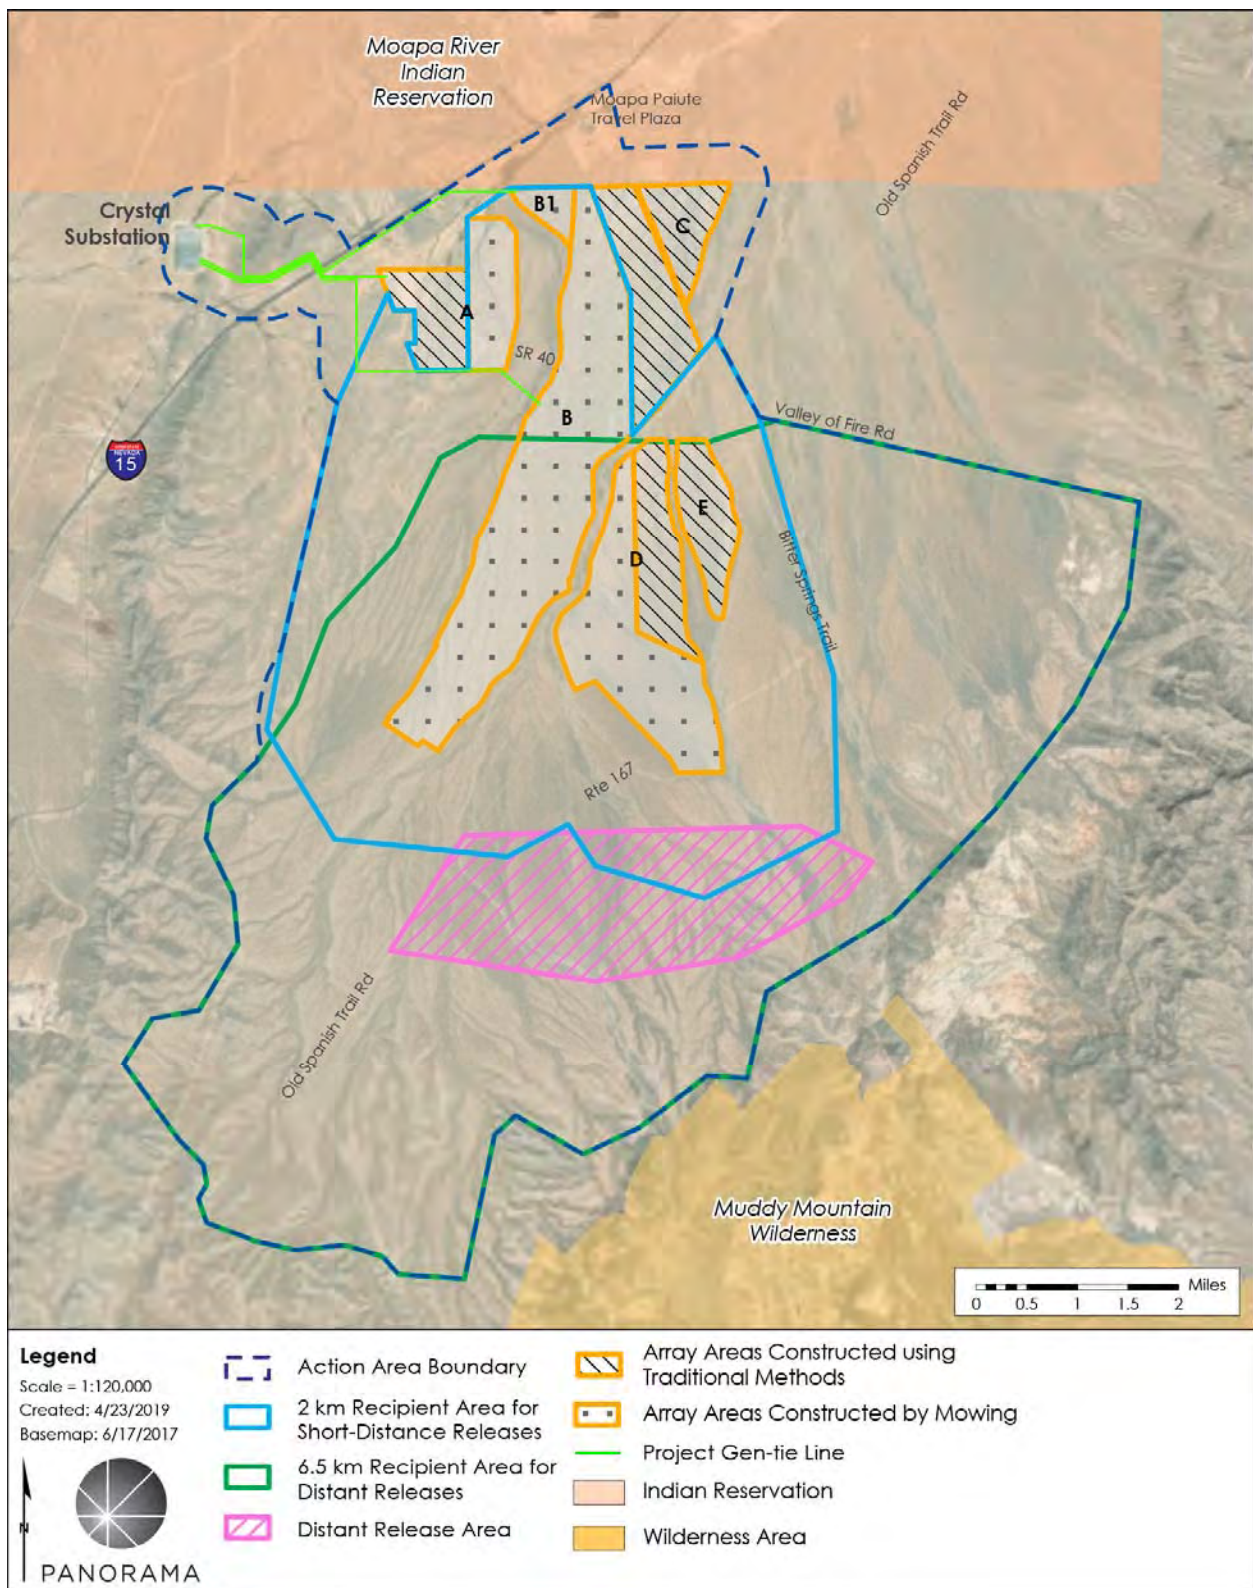 Moapa River
Indian
Reservation
Moapa Paiute
Travel Plaza
Old Spanish Trail Rd
Crystal
Substation
B1
C
A
SR 40
B
Valley of Fire Rd
INTERSTATE
NEVADA
15
E
D
Bitter Springs Trail
Rte 167
Old Spanish Trail Rd
Muddy Mountain
Wilderness
Miles
0 0.5 1 1.5 2
Legend
Scale = 1:120,000
Created: 4/23/2019
Basemap: 6/17/2017
N
PANORAMA
Action Area Boundary
2 km Recipient Area for
Short-Distance Releases
6.5 km Recipient Area for
Distant Releases
Distant Release Area
Array Areas Constructed using
Traditional Methods
Array Areas Constructed by Mowing
Project Gen-tie Line
Indian Reservation
Wilderness Area